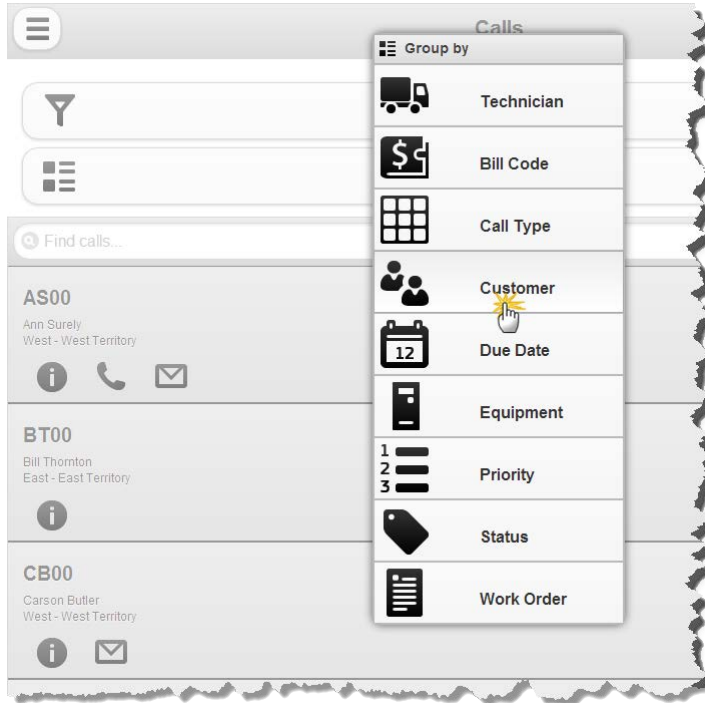 Calls
Group by
Technician
$
Bill Code
Call Type
Find calls...
Customer
AS00
Ann Surely
West - West Territory
12
Due Date
Equipment
BT00
Bill Thornton
East - East Territory
1
2
3
Priority
Status
CB00
Carson Butler
West - West Territory
Work Order